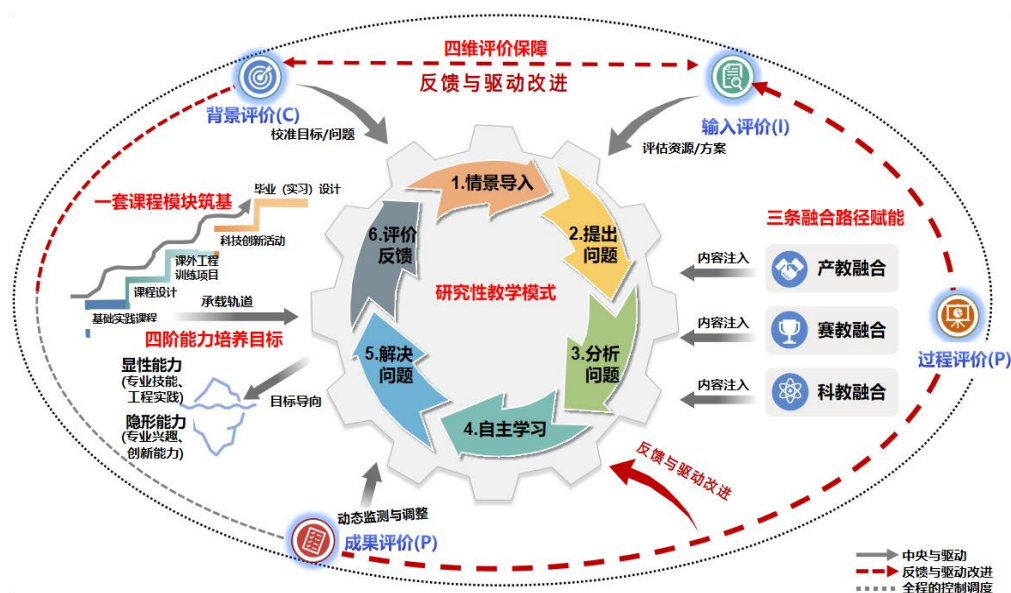 四维评价保障
反馈与驱动改进
背景评价(C)
校准目标/问题
输入评价(I)
评估资源/方案
一套课程模块筑基
毕业（实习）设计
科技创新活动
课外工程
训练项目
课程设计
基础实践课程
承载轨道
四阶能力培养目标
显性能力
(专业技能、
工程实践)
隐形能力
(专业兴趣、
创新能力)
目标导向
1.情景导入
2.提出
问题
3.分析
问题
4.自主学习
5.解决
问题
6.评价
反馈
研究性教学模式
三条融合路径赋能
内容注入
产教融合
内容注入
赛教融合
内容注入
科教融合
过程评价(P)
反馈与驱动改进
动态监测与调整
成果评价(P)
中央与驱动
反馈与驱动改进
全程的控制调度